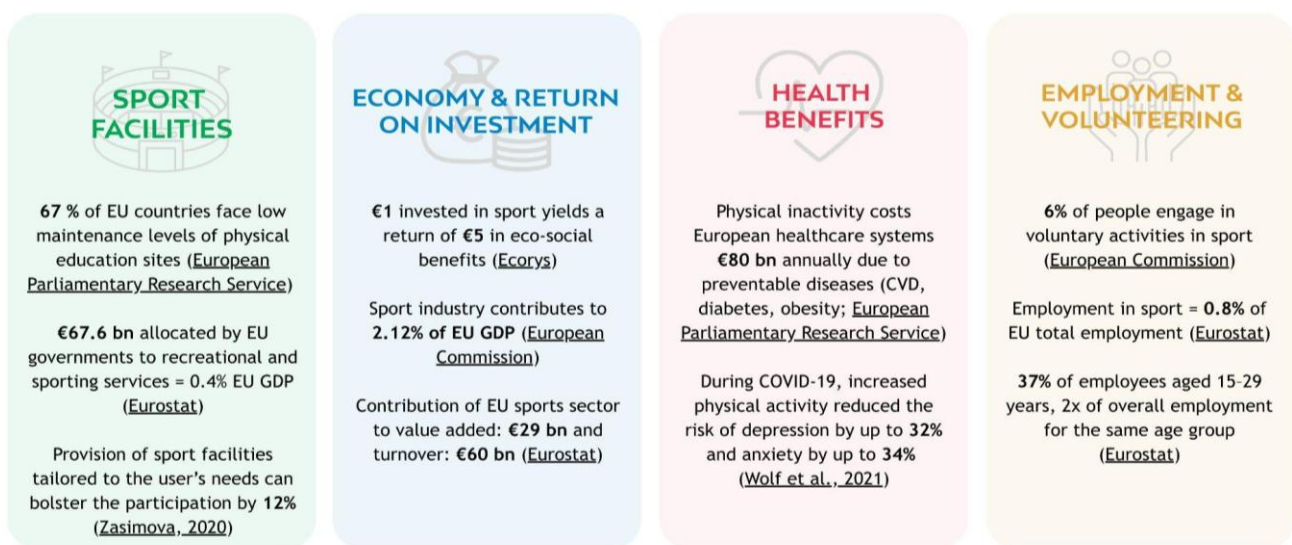 SPORT
FACILITIES
67 % of EU countries face low
maintenance levels of physical
education sites (European
Parliamentary Research Service)
€67.6 bn allocated by EU
governments to recreational and
sporting services = 0.4% EU GDP
(Eurostat)
Provision of sport facilities
tailored to the user's needs can
bolster the participation by 12%
(Zasimova, 2020)
ECONOMY & RETURN
ON INVESTMENT
€1 invested in sport yields a
return of €5 in eco-social
benefits (Ecorys)
Sport industry contributes to
2.12% of EU GDP (European
Commission)
Contribution of EU sports sector
to value added: €29 bn and
turnover: €60 bn (Eurostat)
HEALTH
BENEFITS
Physical inactivity costs
European healthcare systems
€80 bn annually due to
preventable diseases (CVD,
diabetes, obesity; European
Parliamentary Research Service)
During COVID-19, increased
physical activity reduced the
risk of depression by up to 32%
and anxiety by up to 34%
(Wolf et al., 2021)
EMPLOYMENT &
VOLUNTEERING
6% of people engage in
voluntary activities in sport
(European Commission)
Employment in sport = 0.8% of
EU total employment (Eurostat)
37% of employees aged 15-29
years, 2x of overall employment
for the same age group
(Eurostat)